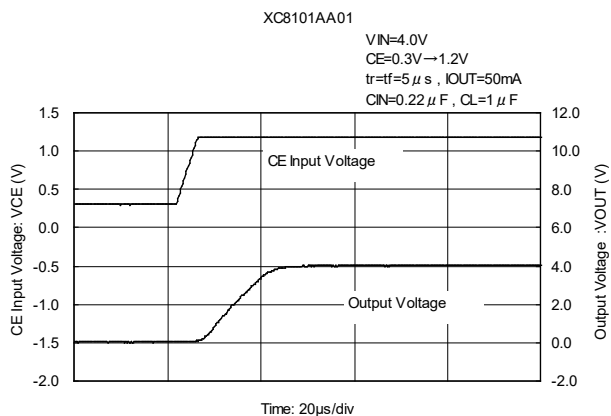 XC8101AA01
VIN=4.0V
CE=0.3V→1.2V
tr=tf=5μs , IOUT=50mA
CIN=0.22μF , CL=1μF
CE Input Voltage: VCE (V)
1.5
1.0
0.5
0.0
-0.5
-1.0
-1.5
-2.0
CE Input Voltage
Output Voltage
12.0
10.0
8.0
6.0
4.0
2.0
0.0
-2.0
Output Voltage :VOUT (V)
Time: 20μs/div